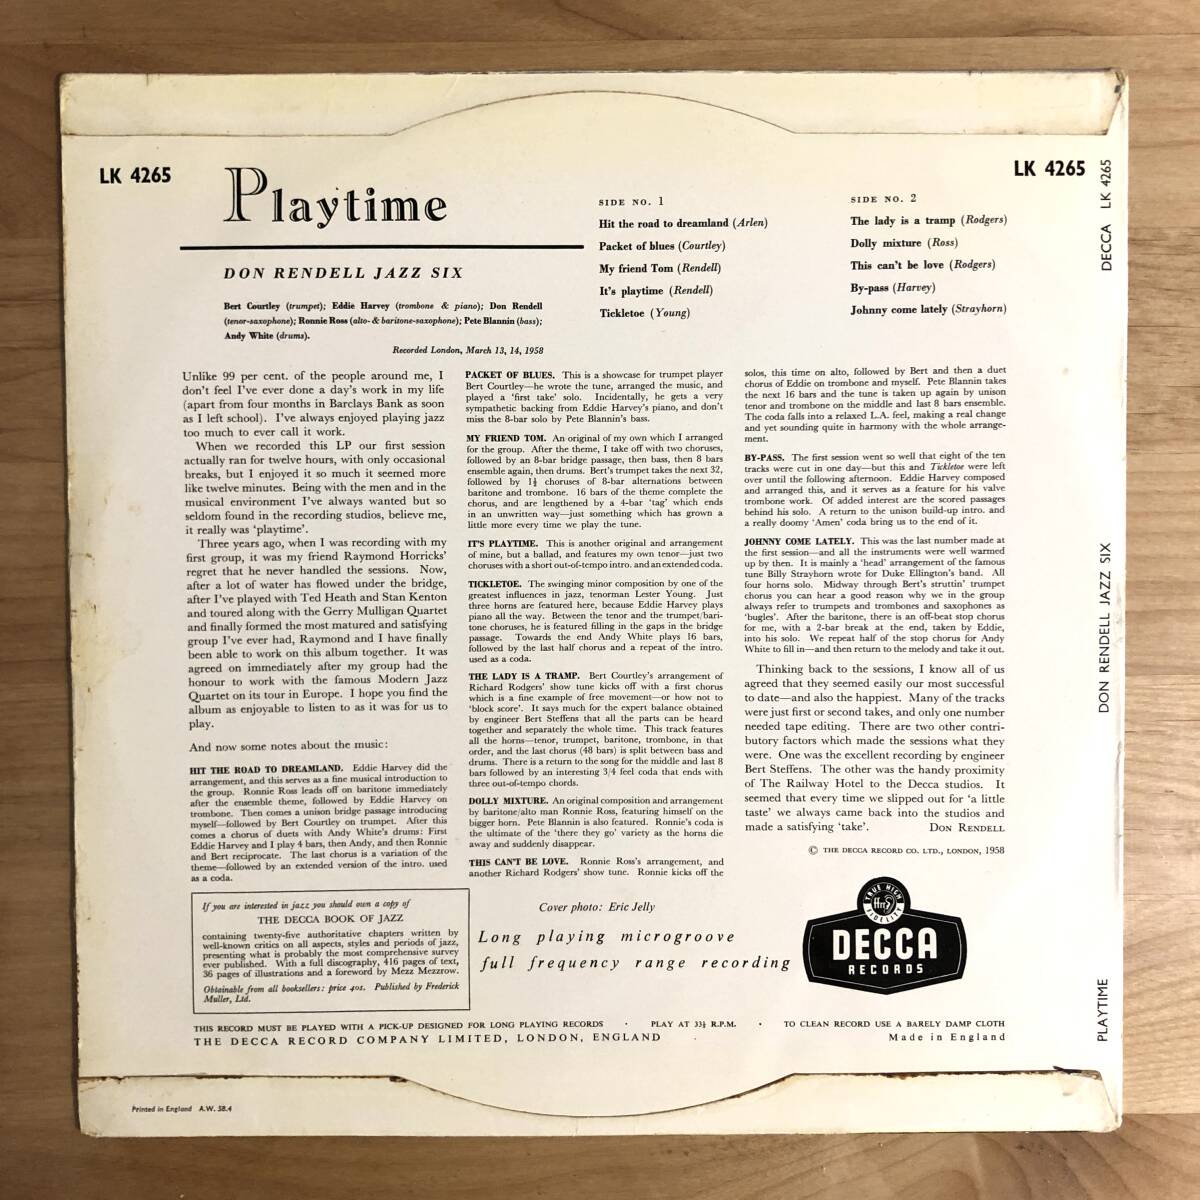 LK 4265
Playtime
DON RENDELL JAZZ SIX
Bert Courtley (trumpet); Eddie Harvey (trombone & piano); Don Rendell
(tenor-saxophone); Ronnie Ross (alto- & baritone-saxophone); Pete Blannin (bass);
Andy White (drums).
Recorded London, March 13, 14, 1958
SIDE NO. 1
Hit the road to dreamland (Arlen)
Packet of blues (Courtley)
My friend Tom (Rendell)
It's playtime (Rendell)
Tickletoe (Young)
SIDE NO. 2
The lady is a tramp (Rodgers)
Dolly mixture (Ross)
This can't be love (Rodgers)
By-pass (Harvey)
Johnny come lately (Strayhorn)
LK 4265
Unlike 99 per cent. of the people around me, I
don't feel I've ever done a day's work in my life
(apart from four months in Barclays Bank as soon
as I left school). I've always enjoyed playing jazz
too much to ever call it work.
When we recorded this LP our first session
actually ran for twelve hours, with only occasional
breaks, but I enjoyed it so much it seemed more
like twelve minutes. Being with the men and in the
musical environment I've always wanted but so
seldom found in the recording studios, believe me,
it really was 'playtime'.
Three years ago, when I was recording with my
first group, it was my friend Raymond Horricks'
regret that he never handled the sessions. Now,
after a lot of water has flowed under the bridge,
after I've played with Ted Heath and Stan Kenton
and toured along with the Gerry Mulligan Quartet
and finally formed the most matured and satisfying
group I've ever had, Raymond and I have finally
been able to work on this album together. It was
agreed on immediately after my group had the
honour to work with the famous Modern Jazz
Quartet on its tour in Europe. I hope you find the
album as enjoyable to listen to as it was for us to
play.
And now some notes about the music:
HIT THE ROAD TO DREAMLAND. Eddie Harvey did the
arrangement, and this serves as a fine musical introduction to
the group. Ronnie Ross leads off on baritone immediately
after the ensemble theme, followed by Eddie Harvey on
trombone. Then comes a unison bridge passage introducing
myself—followed by Bert Courtley on trumpet. After this
comes a chorus of duets with Andy White's drums: First
Eddie Harvey and I play 4 bars, then Andy, and then Ronnie
and Bert reciprocate. The last chorus is a variation of the
theme—followed by an extended version of the intro. used
as a coda.
PACKET OF BLUES. This is a showcase for trumpet player
Bert Courtley—he wrote the tune, arranged the music, and
played a 'first take' solo. Incidentally, he gets a very
sympathetic backing from Eddie Harvey's piano, and don't
miss the 8-bar solo by Pete Blannin's bass.
MY FRIEND TOM. An original of my own which I arranged
for the group. After the theme, I take off with two choruses,
followed by an 8-bar bridge passage, then bass, then 8 bars
ensemble again, then drums. Bert's trumpet takes the next 32,
followed by 1½ choruses of 8-bar alternations between
baritone and trombone. 16 bars of the theme complete the
chorus, and are lengthened by a 4-bar 'tag' which ends
in an unwritten way—just something which has grown a
little more every time we play the tune.
IT'S PLAYTIME. This is another original and arrangement
of mine, but a ballad, and features my own tenor—just two
choruses with a short out-of-tempo intro. and an extended coda.
TICKLETOE. The swinging minor composition by one of the
greatest influences in jazz, tenorman Lester Young. Just
three horns are featured here, because Eddie Harvey plays
piano all the way. Between the tenor and the trumpet/bari-
tone choruses, he is featured filling in the gaps in the bridge
passage. Towards the end Andy White plays 16 bars,
followed by the last half chorus and a repeat of the intro.
used as a coda.
THE LADY IS A TRAMP. Bert Courtley's arrangement of
Richard Rodgers' show tune kicks off with a first chorus
which is a fine example of free movement—or how not to
'block score'. It says much for the expert balance obtained
by engineer Bert Steffens that all the parts can be heard
together and separately the whole time. This track features
all the horns—tenor, trumpet, baritone, trombone, in that
order, and the last chorus (48 bars) is split between bass and
drums. There is a return to the song for the middle and last 8
bars followed by an interesting 3/4 feel coda that ends with
three out-of-tempo chords.
DOLLY MIXTURE. An original composition and arrangement
by baritone/alto man Ronnie Ross, featuring himself on the
bigger horn. Pete Blannin is also featured. Ronnie's coda is
the ultimate of the 'there they go' variety as the horns die
away and suddenly disappear.
THIS CAN'T BE LOVE. Ronnie Ross's arrangement, and
another Richard Rodgers' show tune. Ronnie kicks off the
solos, this time on alto, followed by Bert and then a duet
chorus of Eddie on trombone and myself. Pete Blannin takes
the next 16 bars and the tune is taken up again by unison
tenor and trombone on the middle and last 8 bars ensemble.
The coda falls into a relaxed L.A. feel, making a real change
and yet sounding quite in harmony with the whole arrange-
ment.
BY-PASS. The first session went so well that eight of the ten
tracks were cut in one day—but this and Tickletoe were left
over until the following afternoon. Eddie Harvey composed
and arranged this, and it serves as a feature for his valve
trombone work. Of added interest are the scored passages
behind his solo. A return to the unison build-up intro. and
a really doomy 'Amen' coda bring us to the end of it.
JOHNNY COME LATELY. This was the last number made at
the first session—and all the instruments were well warmed
up by then. It is mainly a 'head' arrangement of the famous
tune Billy Strayhorn wrote for Duke Ellington's band. All
four horns solo. Midway through Bert's struttin' trumpet
chorus you can hear a good reason why we in the group
always refer to trumpets and trombones and saxophones as
'bugles'. After the baritone, there is an off-beat stop chorus
for me, with a 2-bar break at the end, taken by Eddie,
into his solo. We repeat half of the stop chorus for Andy
White to fill in—and then return to the melody and take it out.
Thinking back to the sessions, I know all of us
agreed that they seemed easily our most successful
to date—and also the happiest. Many of the tracks
were just first or second takes, and only one number
needed tape editing. There are two other contri-
butory factors which made the sessions what they
were. One was the excellent recording by engineer
Bert Steffens. The other was the handy proximity
of The Railway Hotel to the Decca studios. It
seemed that every time we slipped out for 'a little
taste' we always came back into the studios and
made a satisfying 'take'. DON RENDELL
© THE DECCA RECORD CO. LTD., LONDON, 1958
If you are interested in jazz you should own a copy of
THE DECCA BOOK OF JAZZ
containing twenty-five authoritative chapters written by
well-known critics on all aspects, styles and periods of jazz,
presenting what is probably the most comprehensive survey
ever published. With a full discography, 416 pages of text,
36 pages of illustrations and a foreword by Mezz Mezzrow.
Obtainable from all booksellers: price 40s. Published by Frederick
Muller, Ltd.
Cover photo: Eric Jelly
Long playing microgroove
full frequency range recording
TRUE HIGH FIDELITY
ffrr
DECCA
RECORDS
THIS RECORD MUST BE PLAYED WITH A PICK-UP DESIGNED FOR LONG PLAYING RECORDS · PLAY AT 33⅓ R.P.M. · TO CLEAN RECORD USE A BARELY DAMP CLOTH
THE DECCA RECORD COMPANY LIMITED, LONDON, ENGLAND
Made in England
Printed in England A.W. 58.4
DECCA LK 4265
DON RENDELL JAZZ SIX
PLAYTIME